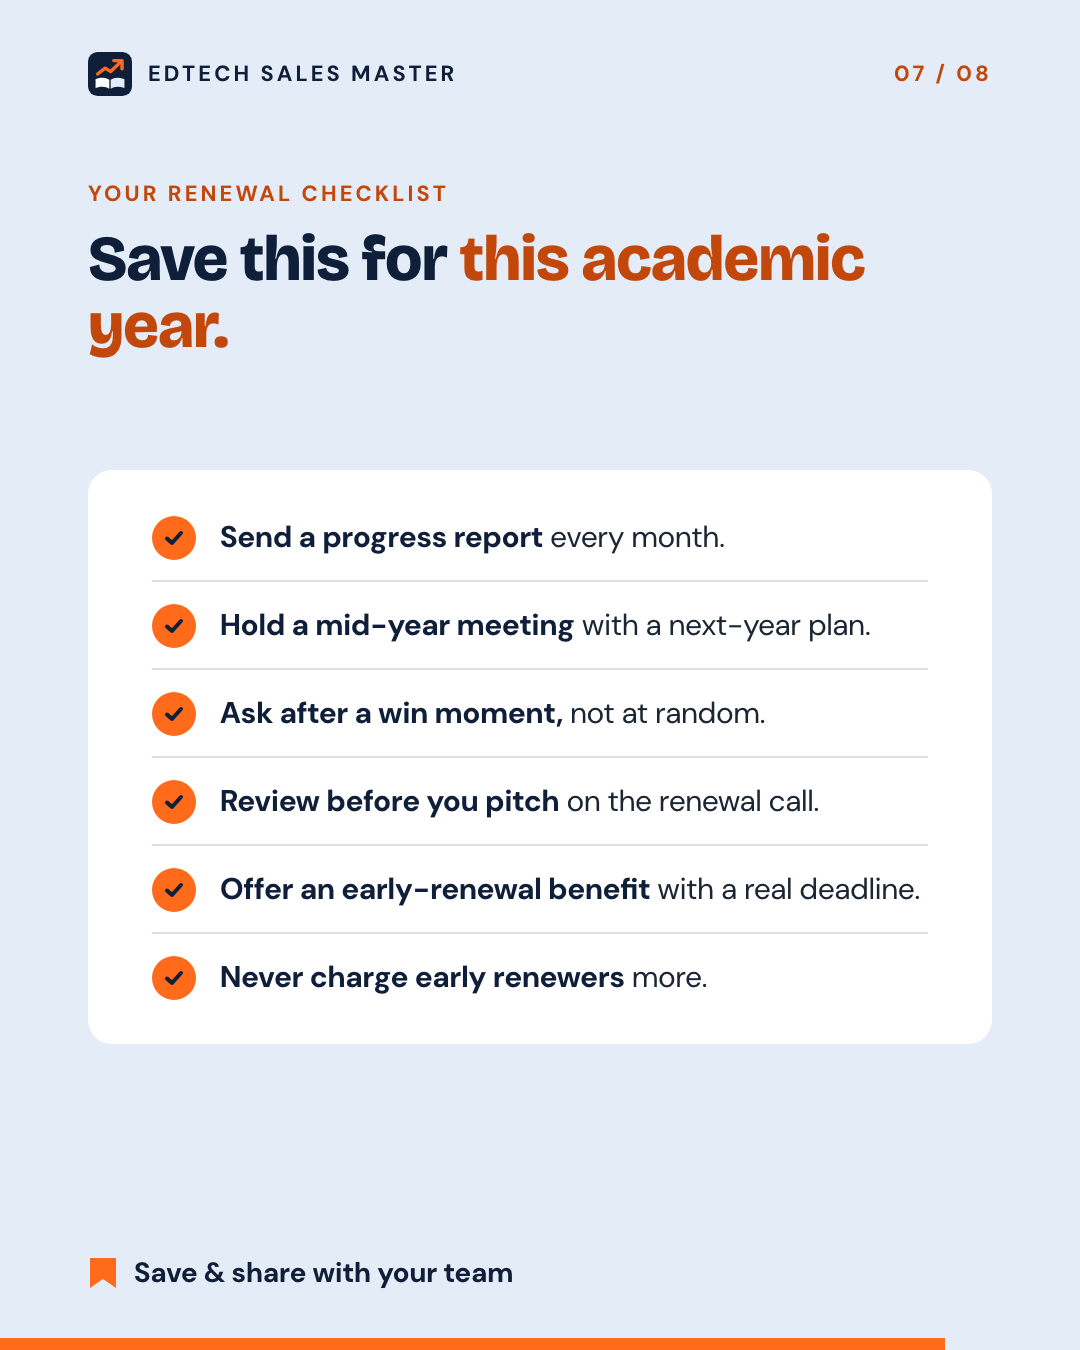 EDTECH SALES MASTER
07 / 08
YOUR RENEWAL CHECKLIST
Save this for this academic
year.
Send a progress report every month.
Hold a mid-year meeting with a next-year plan.
Ask after a win moment, not at random.
Review before you pitch on the renewal call.
Offer an early-renewal benefit with a real deadline.
Never charge early renewers more.
Save & share with your team